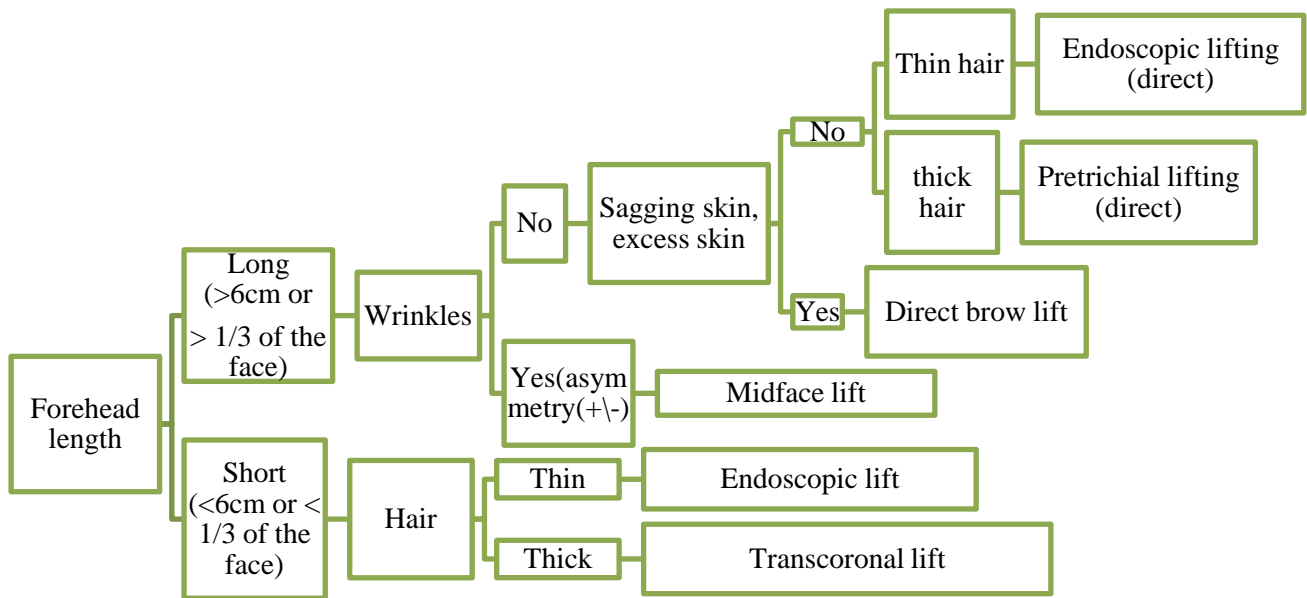 Forehead
length
Long
(>6cm or
> 1/3 of the
face)
Wrinkles
No
Sagging skin,
excess skin
No
Thin hair
Endoscopic lifting
(direct)
thick
hair
Pretrichial lifting
(direct)
Yes
Direct brow lift
Yes(asym
metry(+\-)
Midface lift
Short
(<6cm or <
1/3 of the
face)
Hair
Thin
Endoscopic lift
Thick
Transcoronal lift